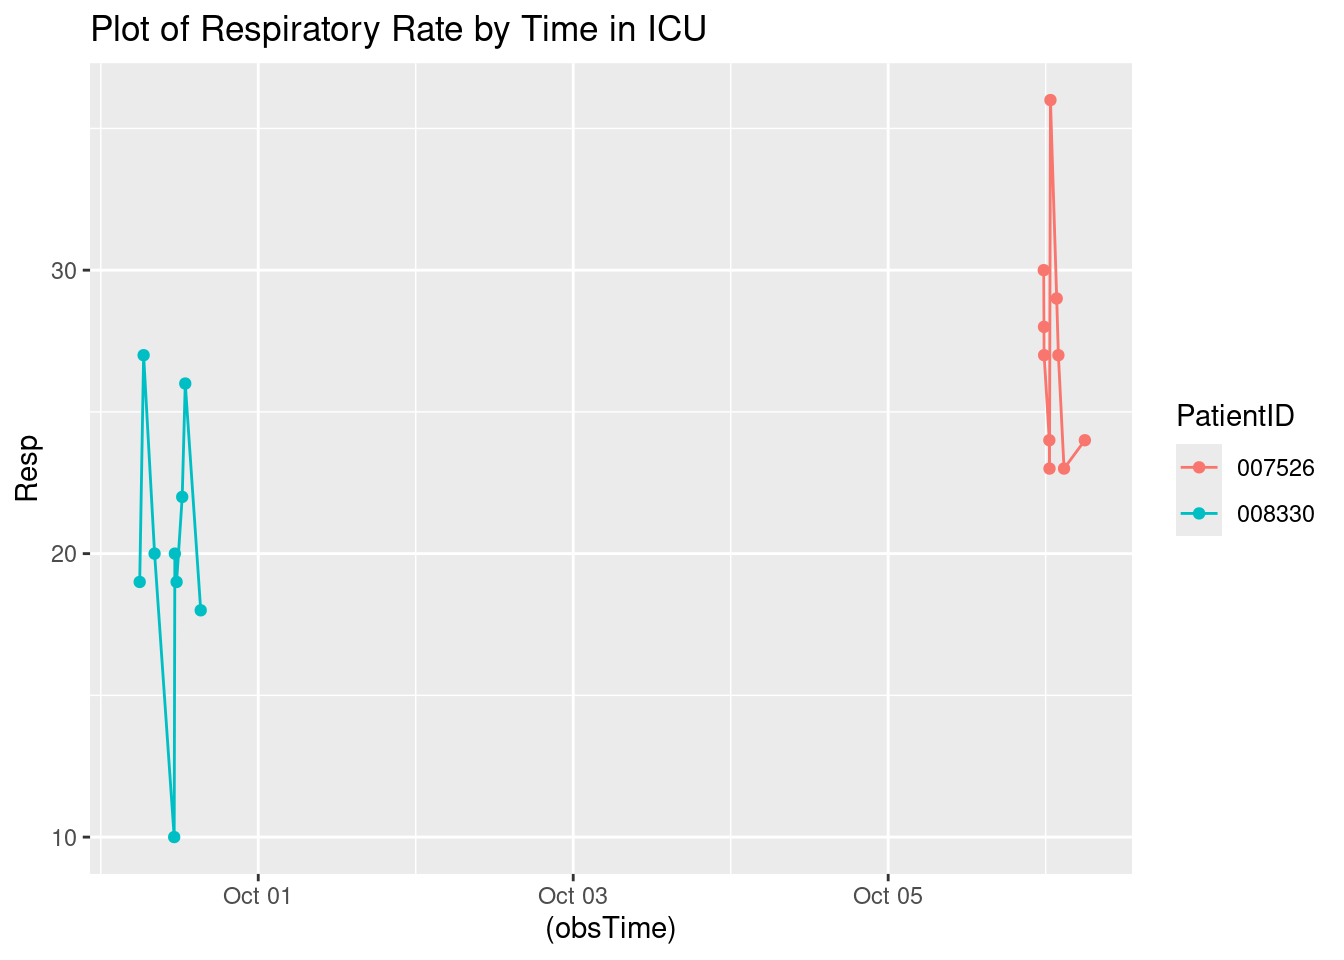 Plot of Respiratory Rate by Time in ICU
Resp
30
20
10
Oct 01
Oct 03
Oct 05
(obsTime)
PatientID
007526
008330